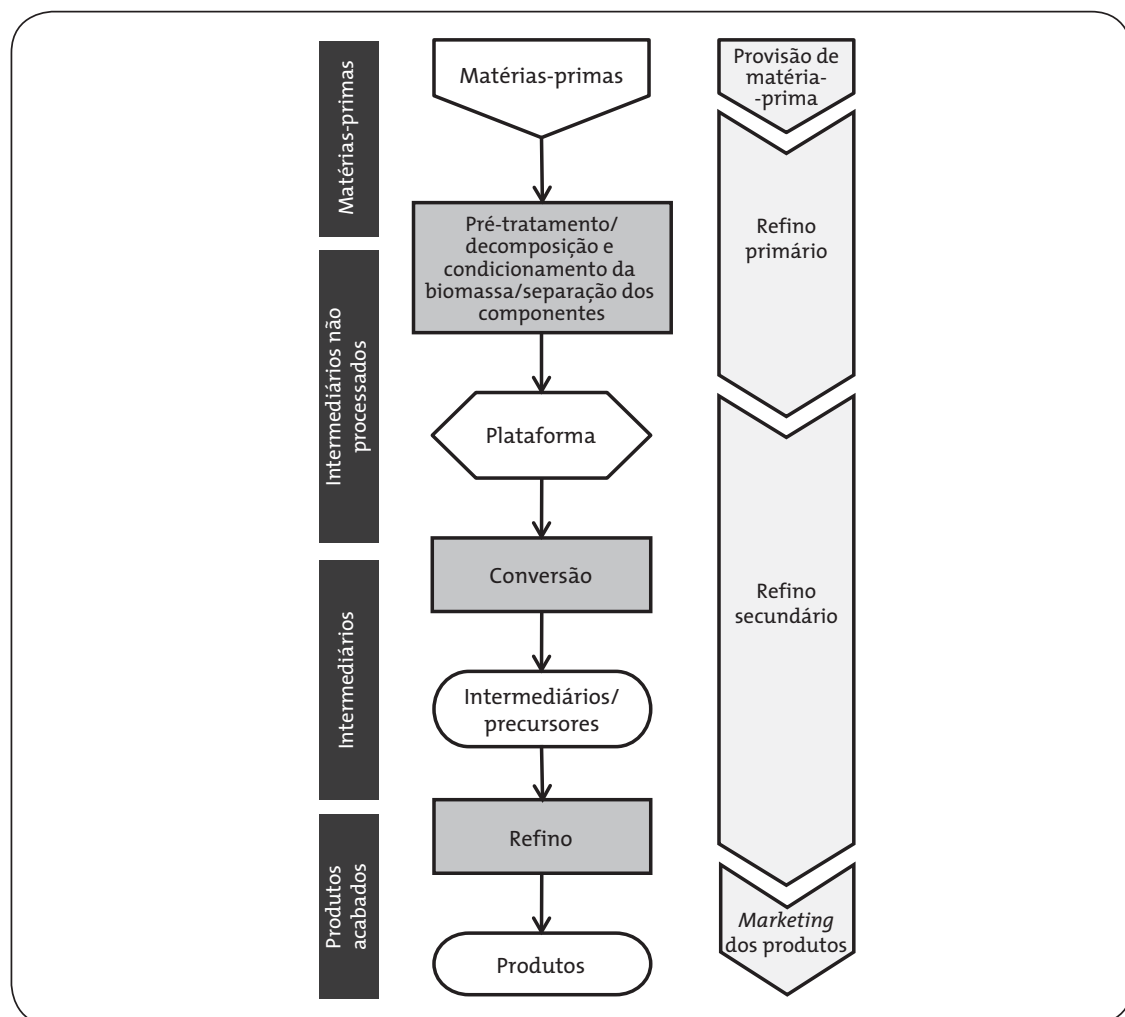 Matérias-primas
Intermediários não
processados
Intermediários
Produtos
acabados
Matérias-primas
Pré-tratamento/
decomposição e
condicionamento da
biomassa/separação dos
componentes
Plataforma
Conversão
Intermediários/
precursores
Refino
Produtos
Provisão de
matéria-
-prima
Refino
primário
Refino
secundário
Marketing
dos produtos